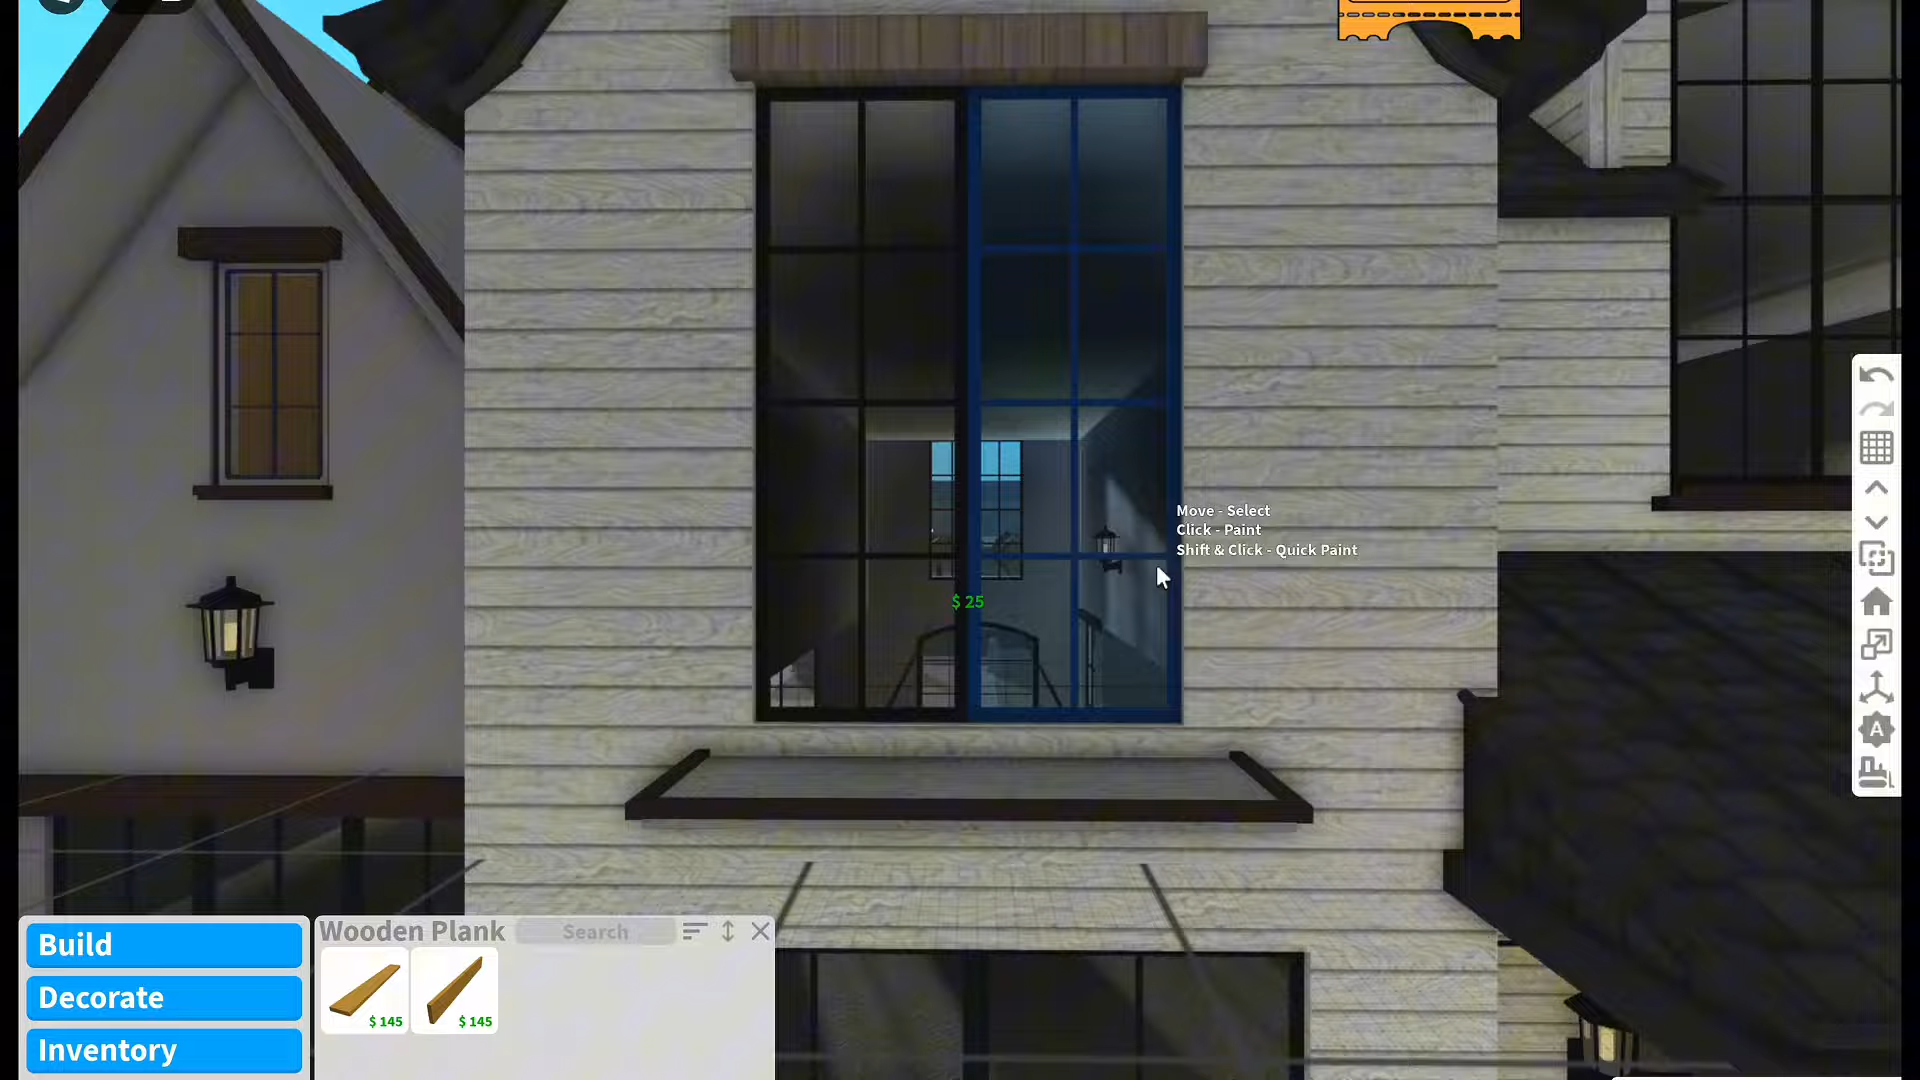 Move - Select
Click - Paint
Shift & Click - Quick Paint
$ 25
A
Build
Decorate
Inventory
Wooden Plank
Search
$ 145
$ 145